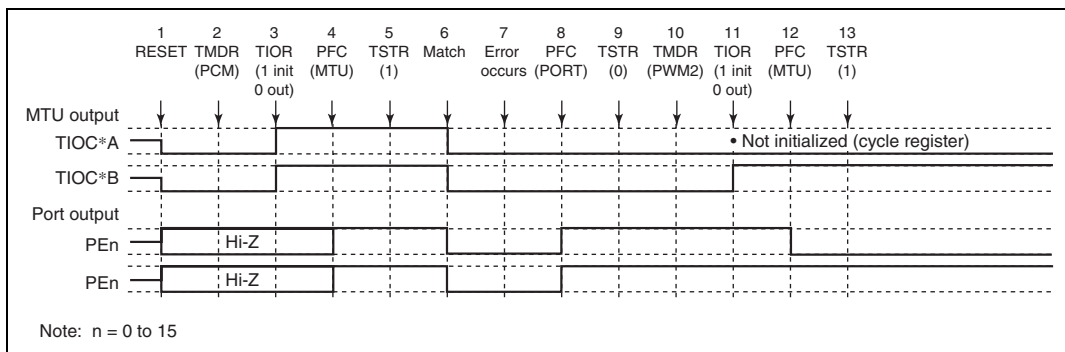 1 2 3 4 5 6 7 8 9 10 11 12 13
RESET TMDR TIOR PFC TSTR Match Error PFC TSTR TMDR TIOR PFC TSTR
(PCM) (1 init (MTU) (1) occurs (PORT) (0) (PWM2) (1 init (MTU) (1)
0 out) 0 out)
MTU output
TIOC*A
• Not initialized (cycle register)
TIOC*B
Port output
PEn
Hi-Z
PEn
Hi-Z
Note: n = 0 to 15